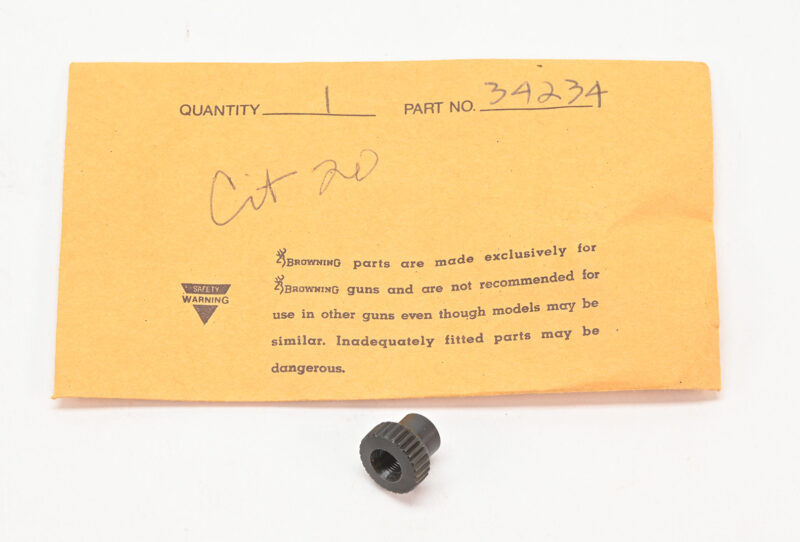 QUANTITY 1 PART NO. 34234
Cit 20
BROWNING parts are made exclusively for
BROWNING guns and are not recommended for
use in other guns even though models may be
similar. Inadequately fitted parts may be
dangerous.
SAFETY
WARNING